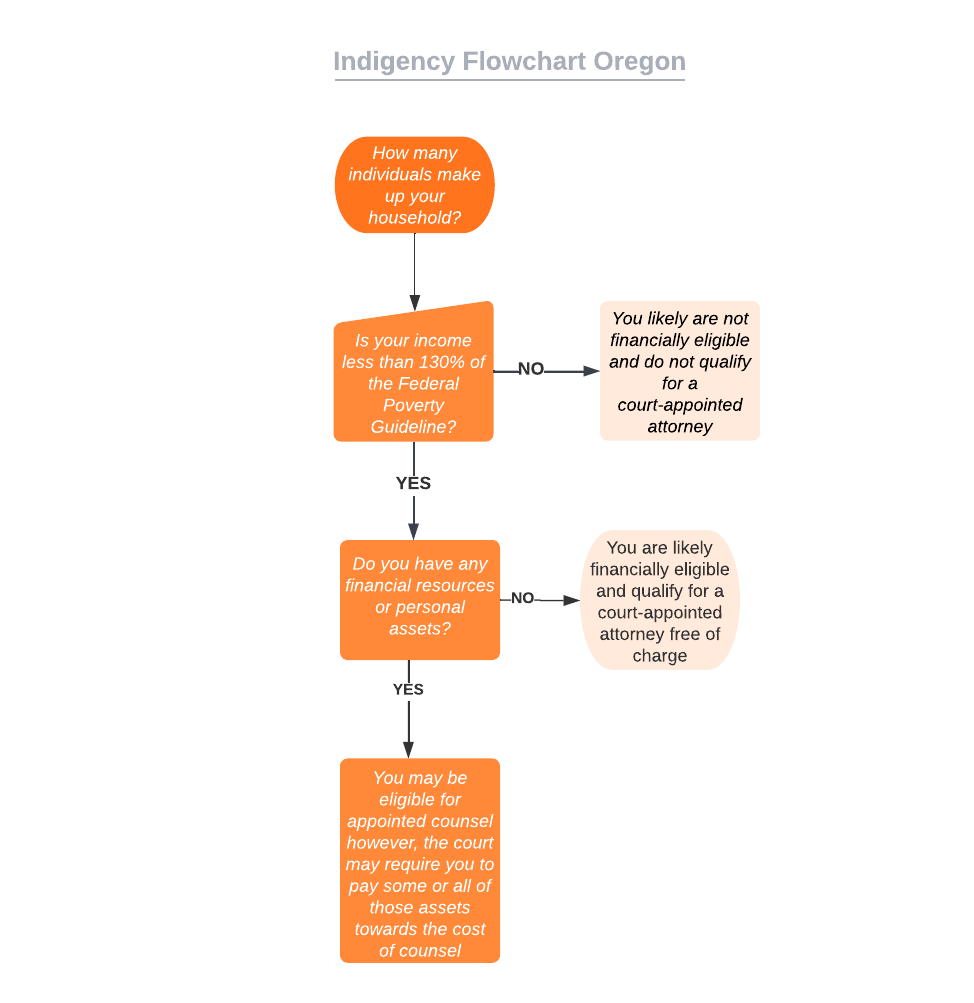 Indigency Flowchart Oregon
How many
individuals make
up your
household?
Is your income
less than 130% of
the Federal
Poverty
Guideline?
NO
You likely are not
financially eligible
and do not qualify
for a
court-appointed
attorney
YES
Do you have any
financial resources
or personal
assets?
NO
You are likely
financially eligible
and qualify for a
court-appointed
attorney free of
charge
YES
You may be
eligible for
appointed counsel
however, the court
may require you to
pay some or all of
those assets
towards the cost
of counsel